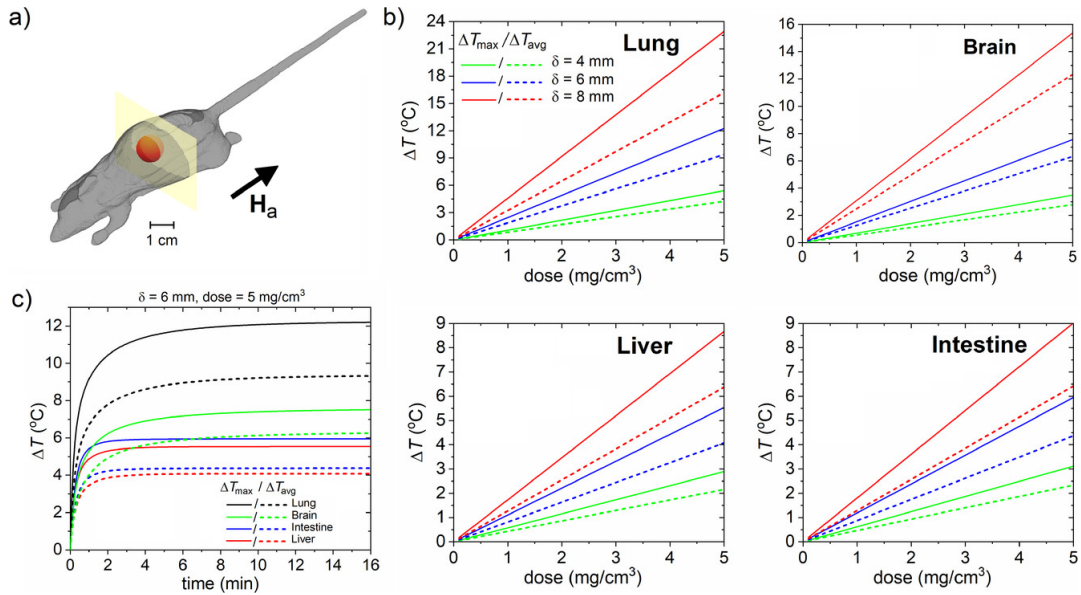 a)
H_a
1 cm
b)
ΔT (°C)
24
21
18
15
12
9
6
3
0
ΔT_max / ΔT_avg
Lung
/ δ = 4 mm
/ δ = 6 mm
/ δ = 8 mm
0 1 2 3 4 5
dose (mg/cm³)
ΔT (°C)
16
14
12
10
8
6
4
2
0
Brain
0 1 2 3 4 5
dose (mg/cm³)
c)
δ = 6 mm, dose = 5 mg/cm³
ΔT (°C)
12
10
8
6
4
2
0
ΔT_max / ΔT_avg
/ Lung
/ Brain
/ Intestine
/ Liver
0 2 4 6 8 10 12 14 16
time (min)
ΔT (°C)
9
8
7
6
5
4
3
2
1
0
Liver
0 1 2 3 4 5
dose (mg/cm³)
ΔT (°C)
9
8
7
6
5
4
3
2
1
0
Intestine
0 1 2 3 4 5
dose (mg/cm³)